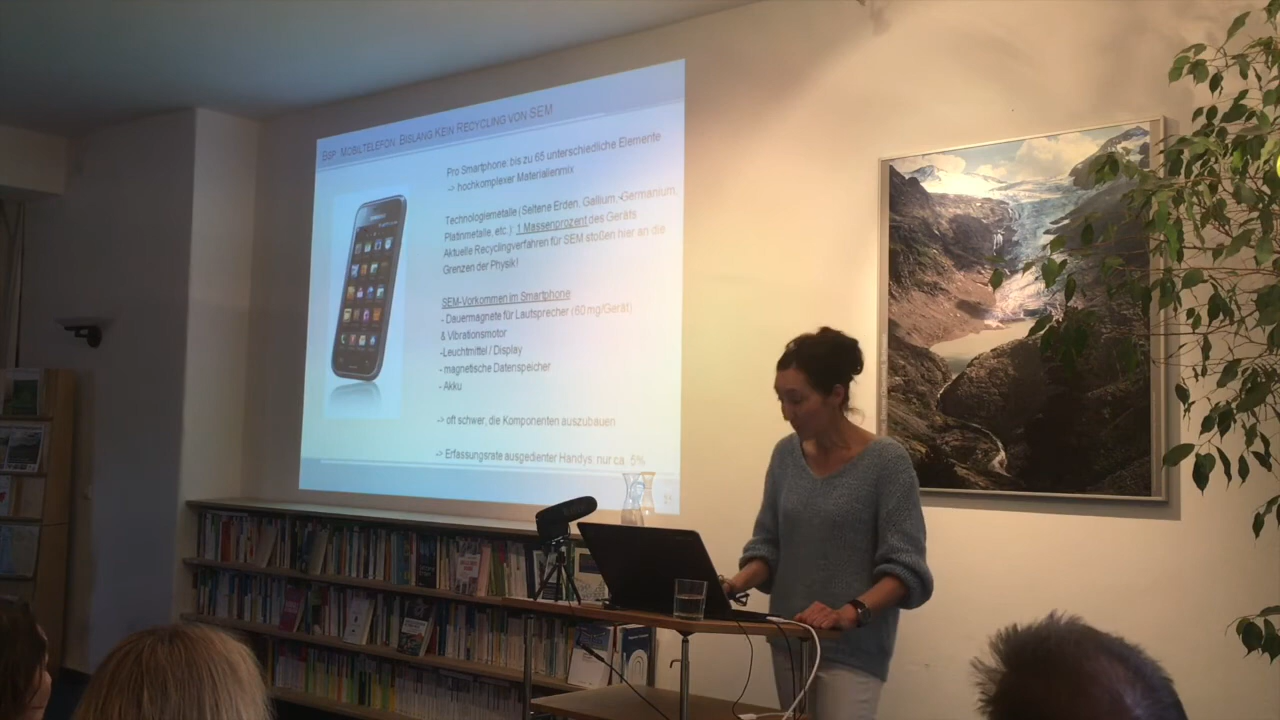 BSP. MOBILTELEFON: BISLANG KEIN RECYCLING VON SEM
Pro Smartphone: bis zu 65 unterschiedliche Elemente
-> hochkomplexer Materialienmix
Technologiemetalle (Seltene Erden, Gallium, Germanium,
Platinmetalle, etc.): 1 Massenprozent des Geräts
Aktuelle Recyclingverfahren für SEM stoßen hier an die
Grenzen der Physik!
SEM-Vorkommen im Smartphone
- Dauermagnete für Lautsprecher (60 mg/Gerät)
& Vibrationsmotor
-Leuchtmittel / Display
- magnetische Datenspeicher
- Akku
-> oft schwer, die Komponenten auszubauen
-> Erfassungsrate ausgedienter Handys: nur ca. 5%